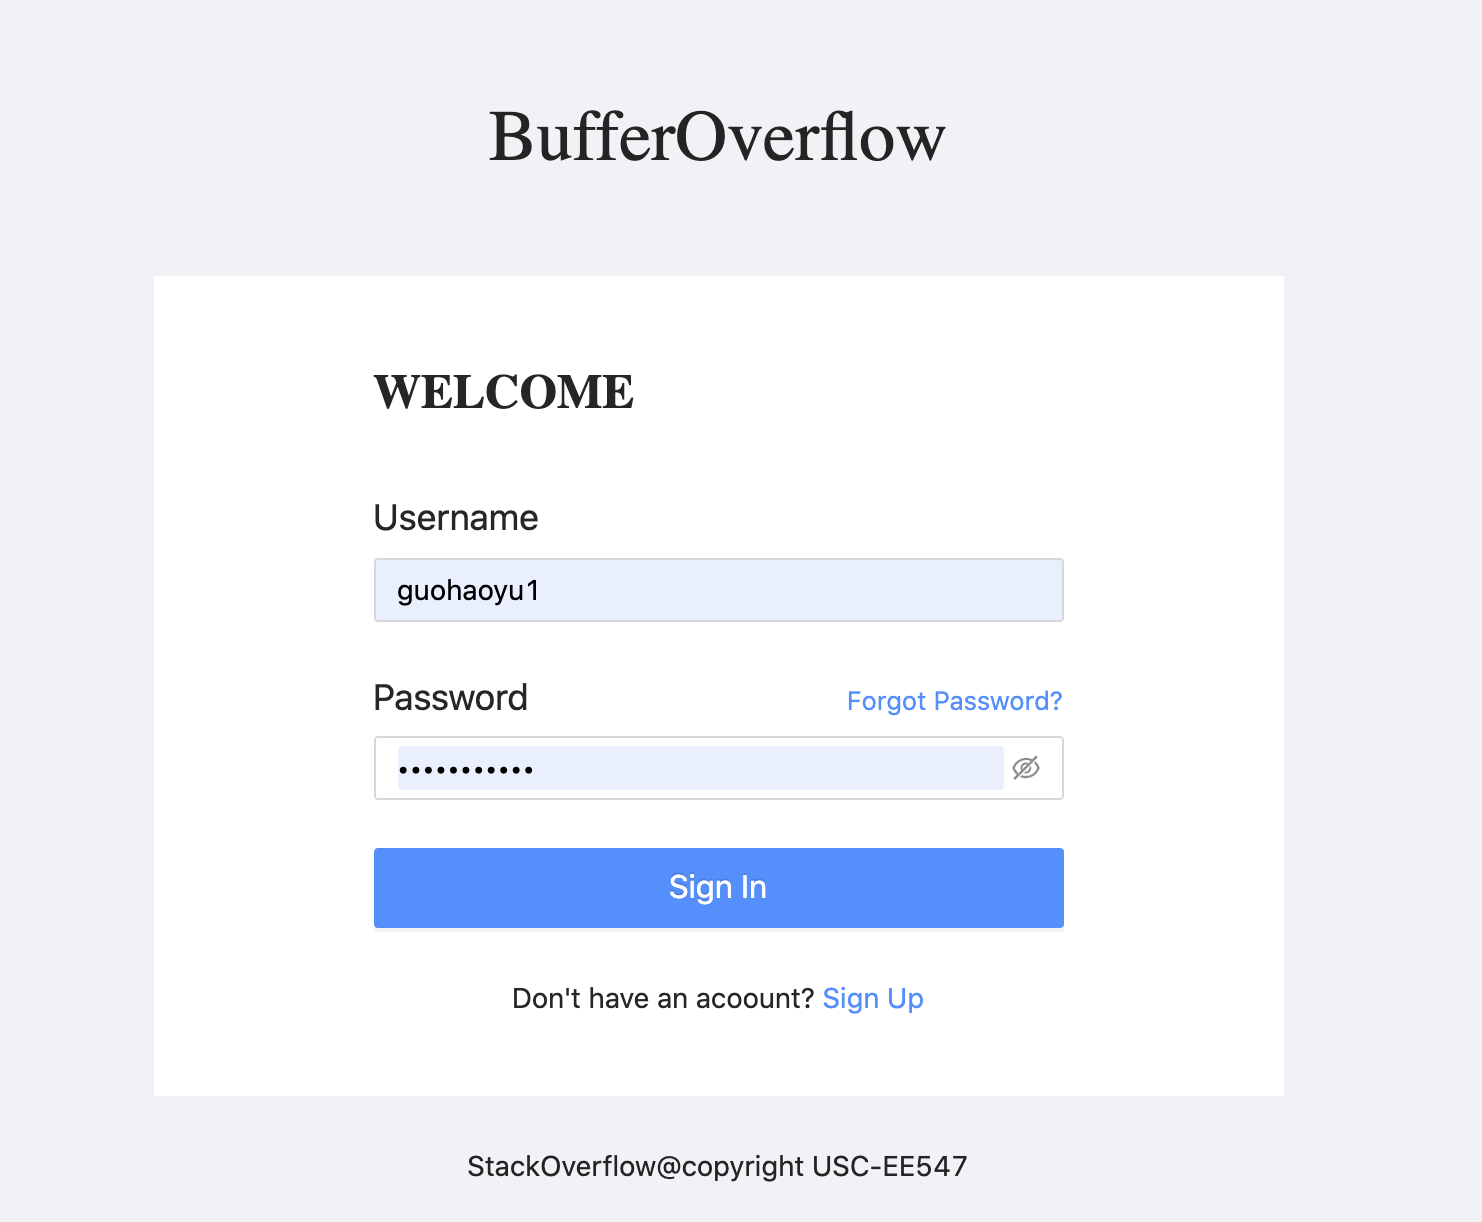 BufferOverflow
WELCOME
Username
guohaoyu1
Password Forgot Password?
•••••••••••
Sign In
Don't have an acoount? Sign Up
StackOverflow@copyright USC-EE547